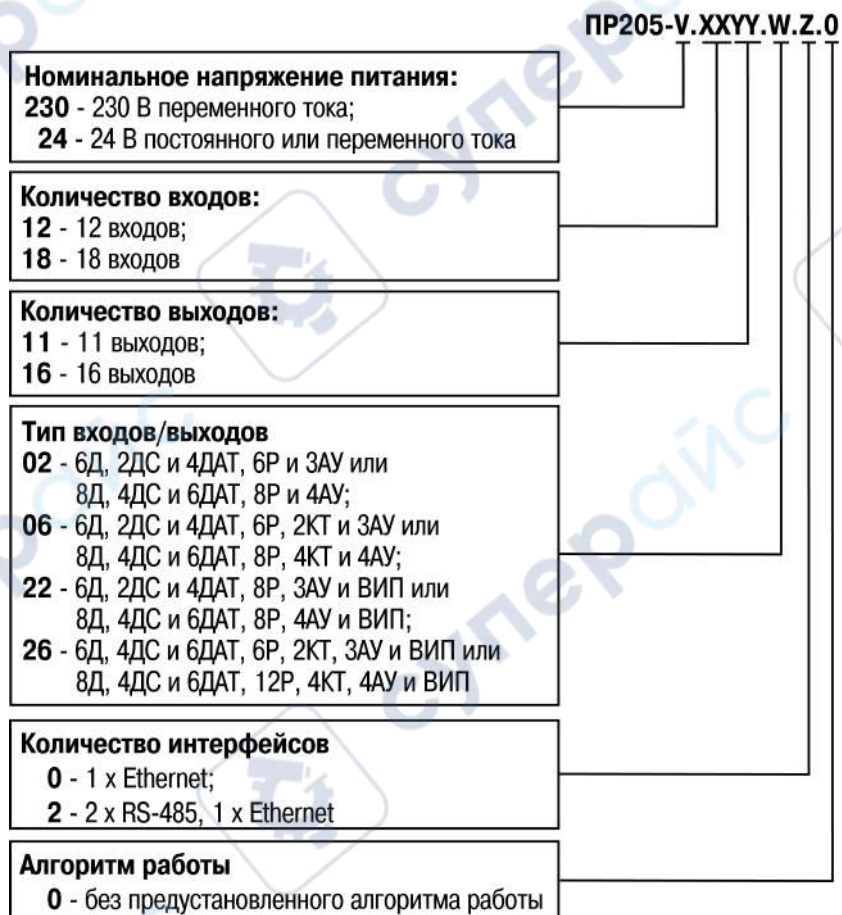 ПР205-V.XXYY.W.Z.0
Номинальное напряжение питания:
230 - 230 В переменного тока;
24 - 24 В постоянного или переменного тока
Количество входов:
12 - 12 входов;
18 - 18 входов
Количество выходов:
11 - 11 выходов;
16 - 16 выходов
Тип входов/выходов
02 - 6Д, 2ДС и 4ДАТ, 6Р и 3АУ или
8Д, 4ДС и 6ДАТ, 8Р и 4АУ;
06 - 6Д, 2ДС и 4ДАТ, 6Р, 2КТ и 3АУ или
8Д, 4ДС и 6ДАТ, 8Р, 4КТ и 4АУ;
22 - 6Д, 2ДС и 4ДАТ, 8Р, 3АУ и ВИП или
8Д, 4ДС и 6ДАТ, 8Р, 4АУ и ВИП;
26 - 6Д, 4ДС и 6ДАТ, 6Р, 2КТ, 3АУ и ВИП или
8Д, 4ДС и 6ДАТ, 12Р, 4КТ, 4АУ и ВИП
Количество интерфейсов
0 - 1 x Ethernet;
2 - 2 x RS-485, 1 x Ethernet
Алгоритм работы
0 - без предустановленного алгоритма работы
супер
райс
супер
райс